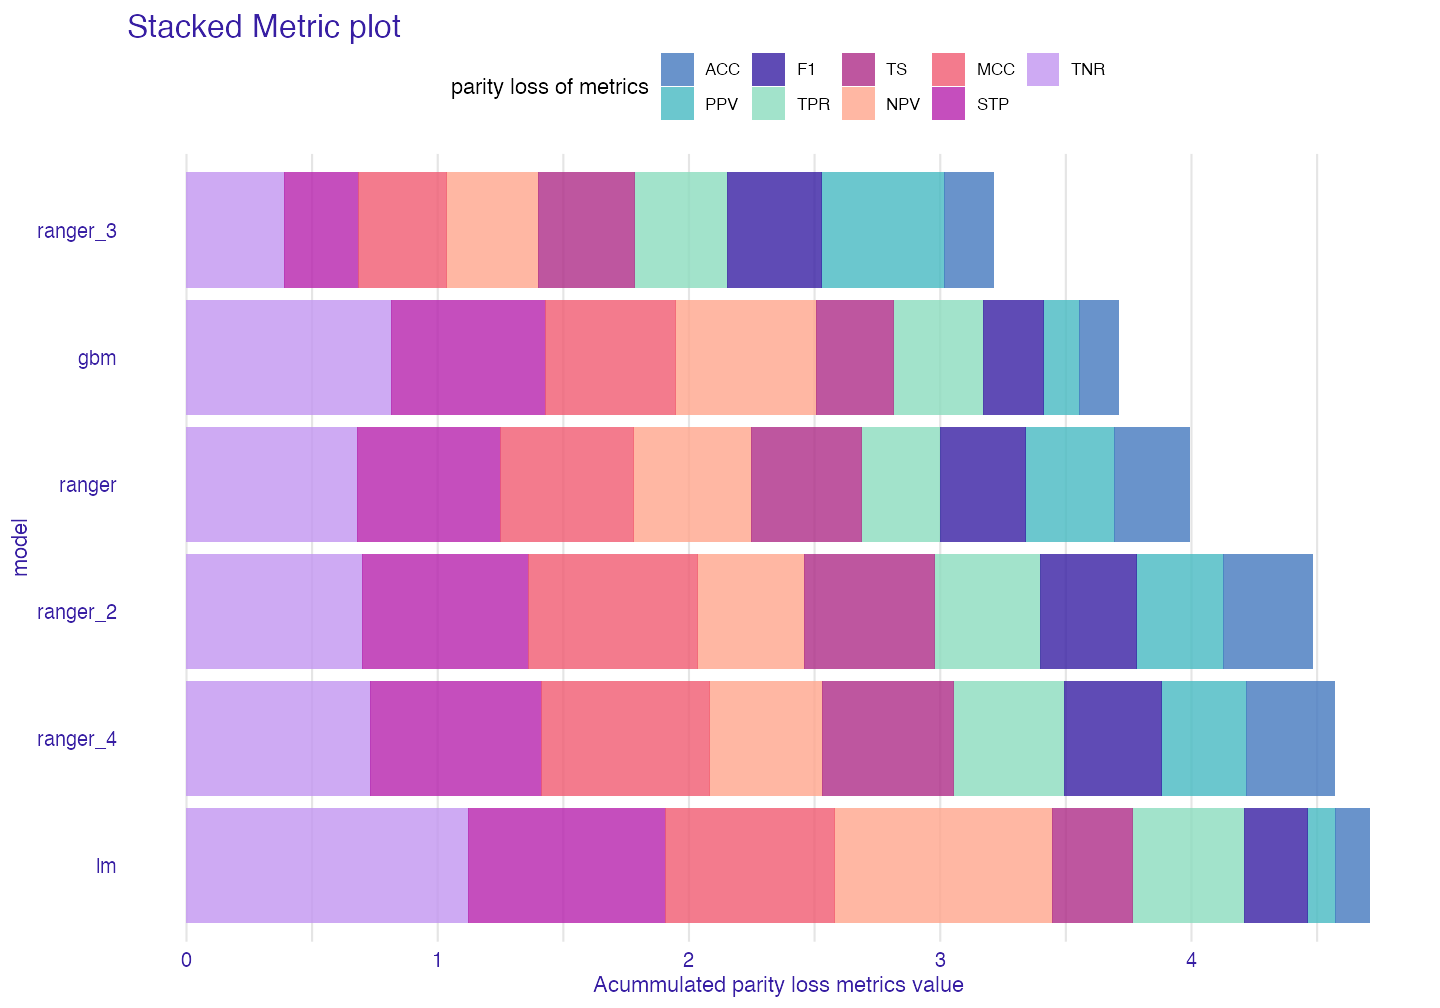 Stacked Metric plot
parity loss of metrics
ACC F1 TS MCC TNR
PPV TPR NPV STP
ranger_3
gbm
ranger
ranger_2
ranger_4
lm
model
0 1 2 3 4
Acummulated parity loss metrics value